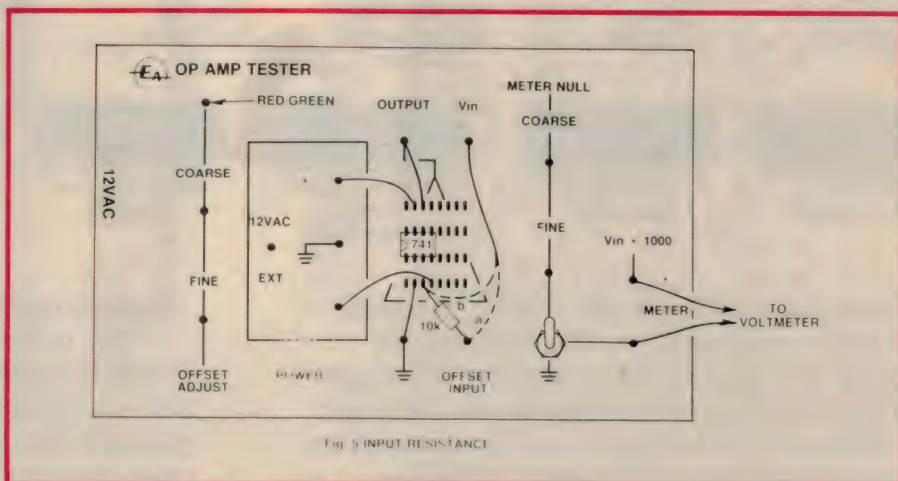 EA OP AMP TESTER
RED GREEN
OUTPUT
Vin
METER NULL
COARSE
COARSE
12VAC
12VAC
741
FINE
Vin • 1000
FINE
EXT
b
a
10k
METER
TO
VOLTMETER
OFFSET
ADJUST
POWER
OFFSET
INPUT
Fig. 5 INPUT RESISTANCE